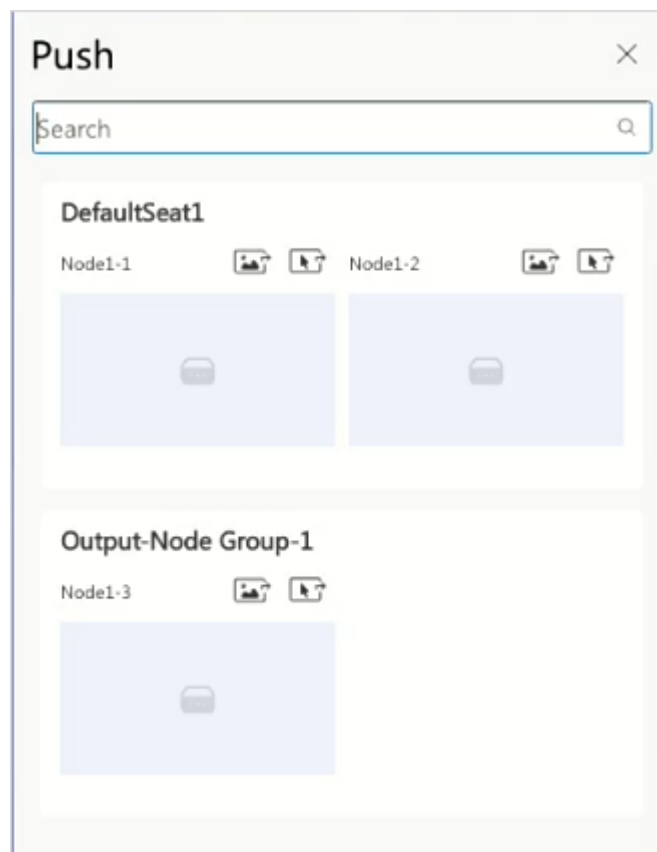 Push
Search
DefaultSeat1
Node1-1
Node1-2
Output-Node Group-1
Node1-3